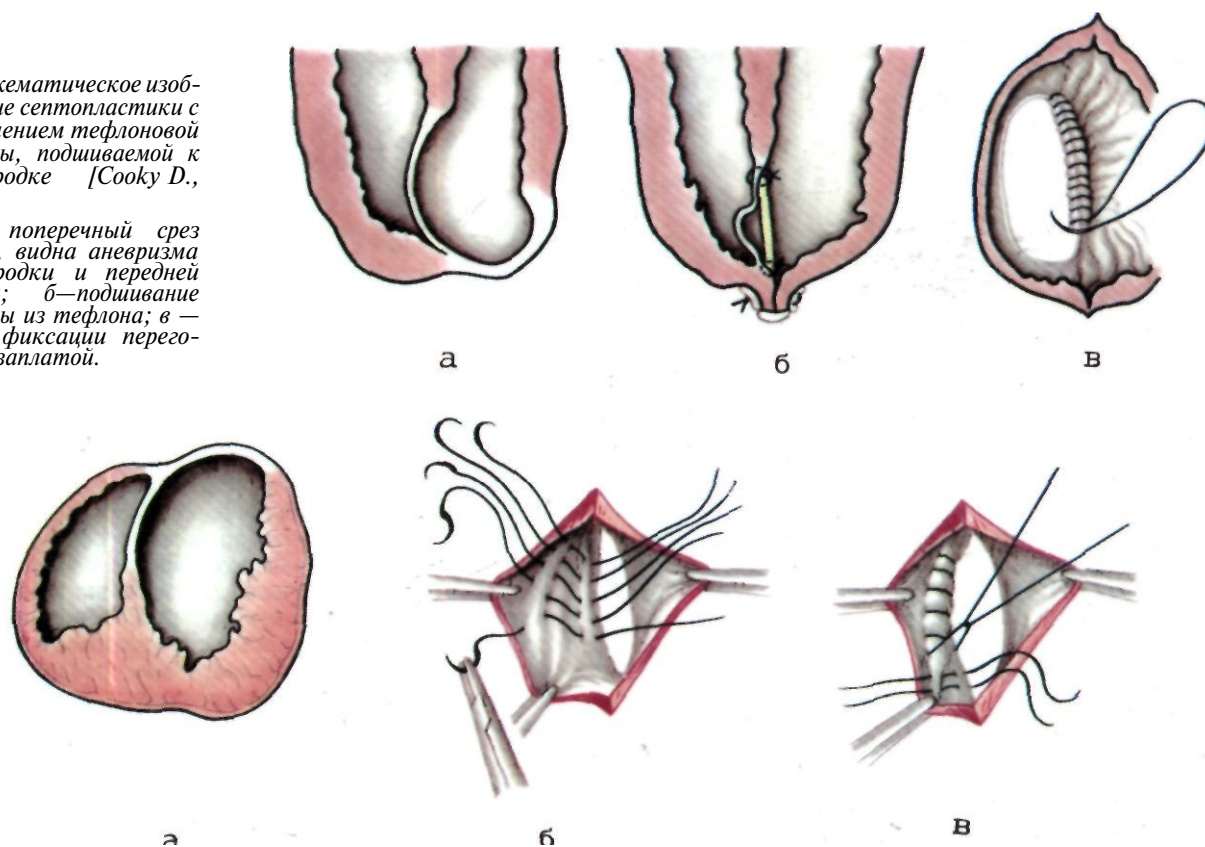 хематическое изоб-
ие септопластики с
нением тефлоновой
ы, подшиваемой к
родке [Cooky D.,
поперечный срез
, видна аневризма
родки и передней
; б—подшивание
ы из тефлона; в —
фиксации перего-
заплатой.
а б в
а б в